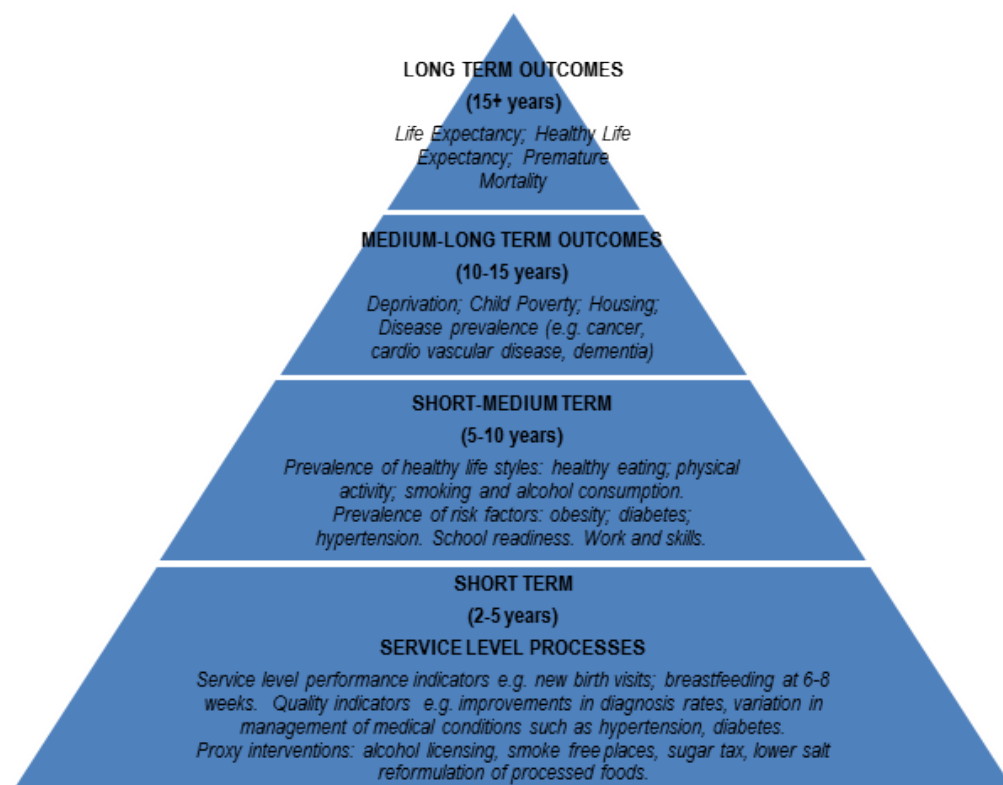 LONG TERM OUTCOMES
(15+ years)
Life Expectancy; Healthy Life
Expectancy; Premature
Mortality
MEDIUM-LONG TERM OUTCOMES
(10-15 years)
Deprivation; Child Poverty; Housing;
Disease prevalence (e.g. cancer,
cardio vascular disease, dementia)
SHORT-MEDIUM TERM
(5-10 years)
Prevalence of healthy life styles: healthy eating; physical
activity; smoking and alcohol consumption.
Prevalence of risk factors: obesity; diabetes;
hypertension. School readiness. Work and skills.
SHORT TERM
(2-5 years)
SERVICE LEVEL PROCESSES
Service level performance indicators e.g. new birth visits; breastfeeding at 6-8
weeks. Quality indicators e.g. improvements in diagnosis rates, variation in
management of medical conditions such as hypertension, diabetes.
Proxy interventions: alcohol licensing, smoke free places, sugar tax, lower salt
reformulation of processed foods.